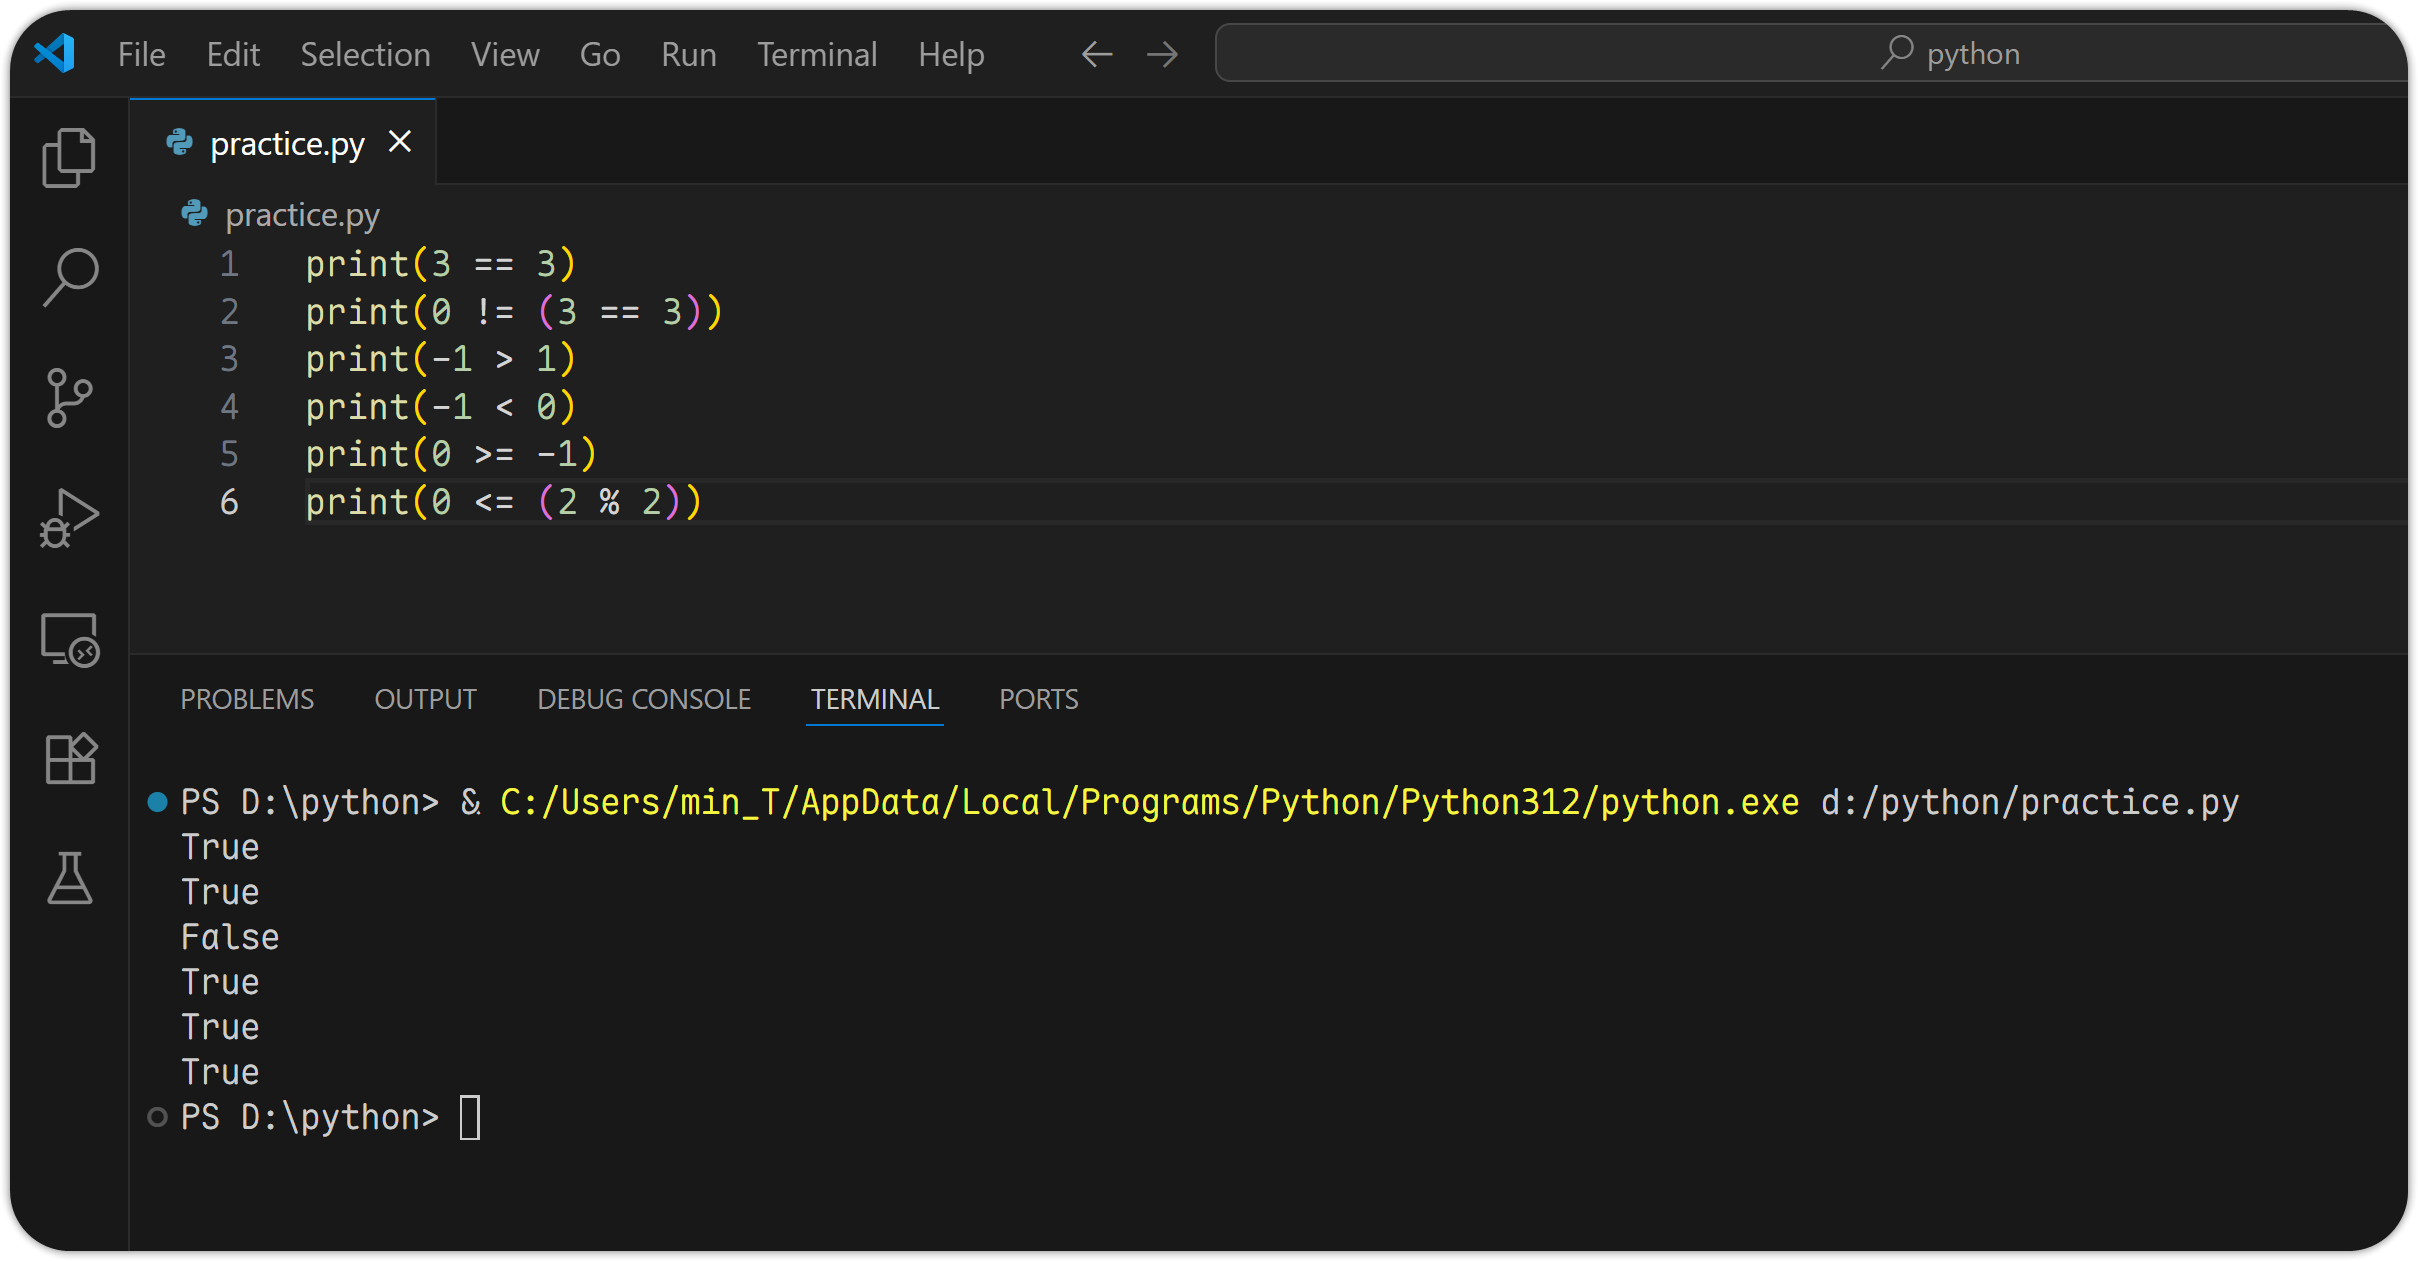 File Edit Selection View Go Run Terminal Help python
practice.py
practice.py
1 print(3 == 3)
2 print(0 != (3 == 3))
3 print(-1 > 1)
4 print(-1 < 0)
5 print(0 >= -1)
6 print(0 <= (2 % 2))
PROBLEMS OUTPUT DEBUG CONSOLE TERMINAL PORTS
PS D:\python> & C:/Users/min_T/AppData/Local/Programs/Python/Python312/python.exe d:/python/practice.py
True
True
False
True
True
True
PS D:\python>